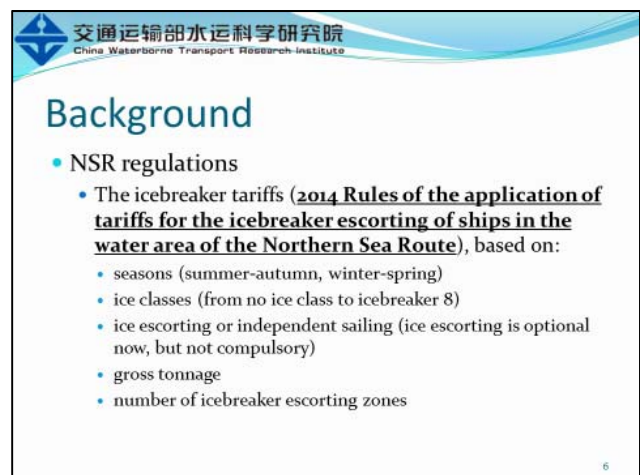 交通运输部水运科学研究院
China Waterborne Transport Research Institute
Background
• NSR regulations
• The icebreaker tariffs (2014 Rules of the application of
tariffs for the icebreaker escorting of ships in the
water area of the Northern Sea Route), based on:
• seasons (summer-autumn, winter-spring)
• ice classes (from no ice class to icebreaker 8)
• ice escorting or independent sailing (ice escorting is optional
now, but not compulsory)
• gross tonnage
• number of icebreaker escorting zones
6